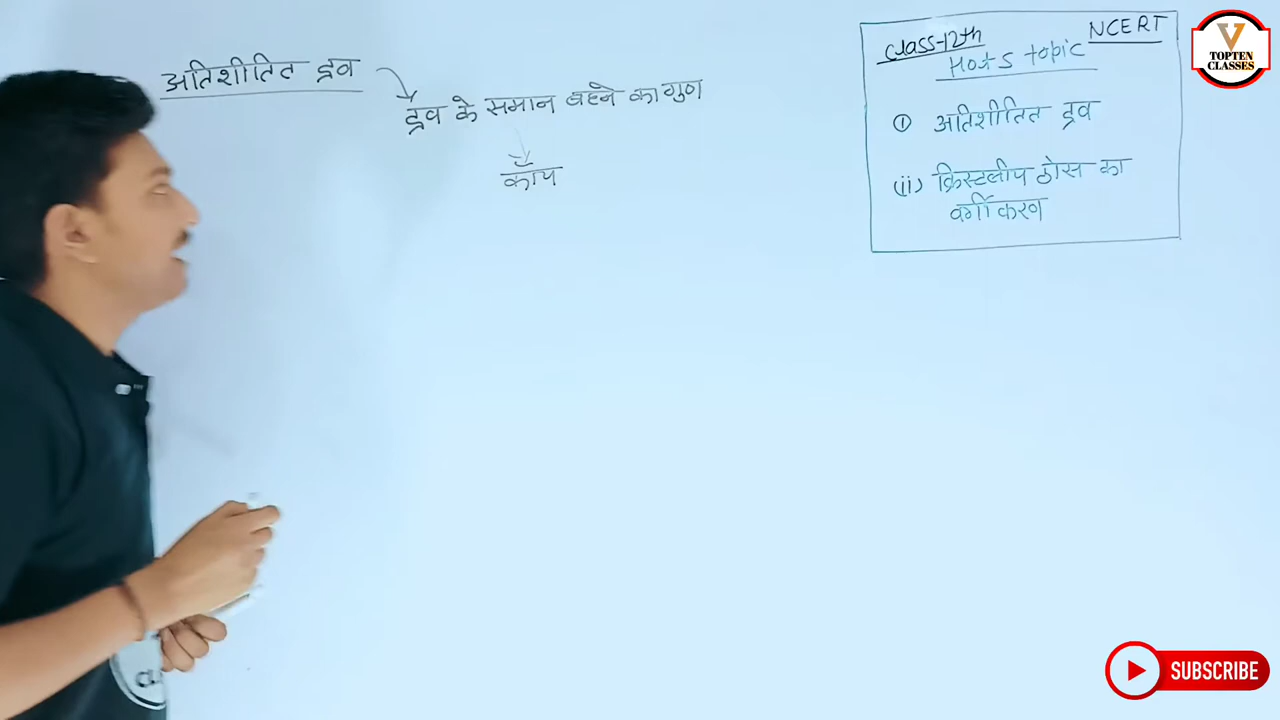 अतिशीतित द्रव
द्रव के समान बहने का गुण
काँच
Class-12th
NCERT
Hots topic
① अतिशीतित द्रव
(ii) क्रिस्टलीय ठोस का
वर्गीकरण
V
TOPTEN
CLASSES
SUBSCRIBE